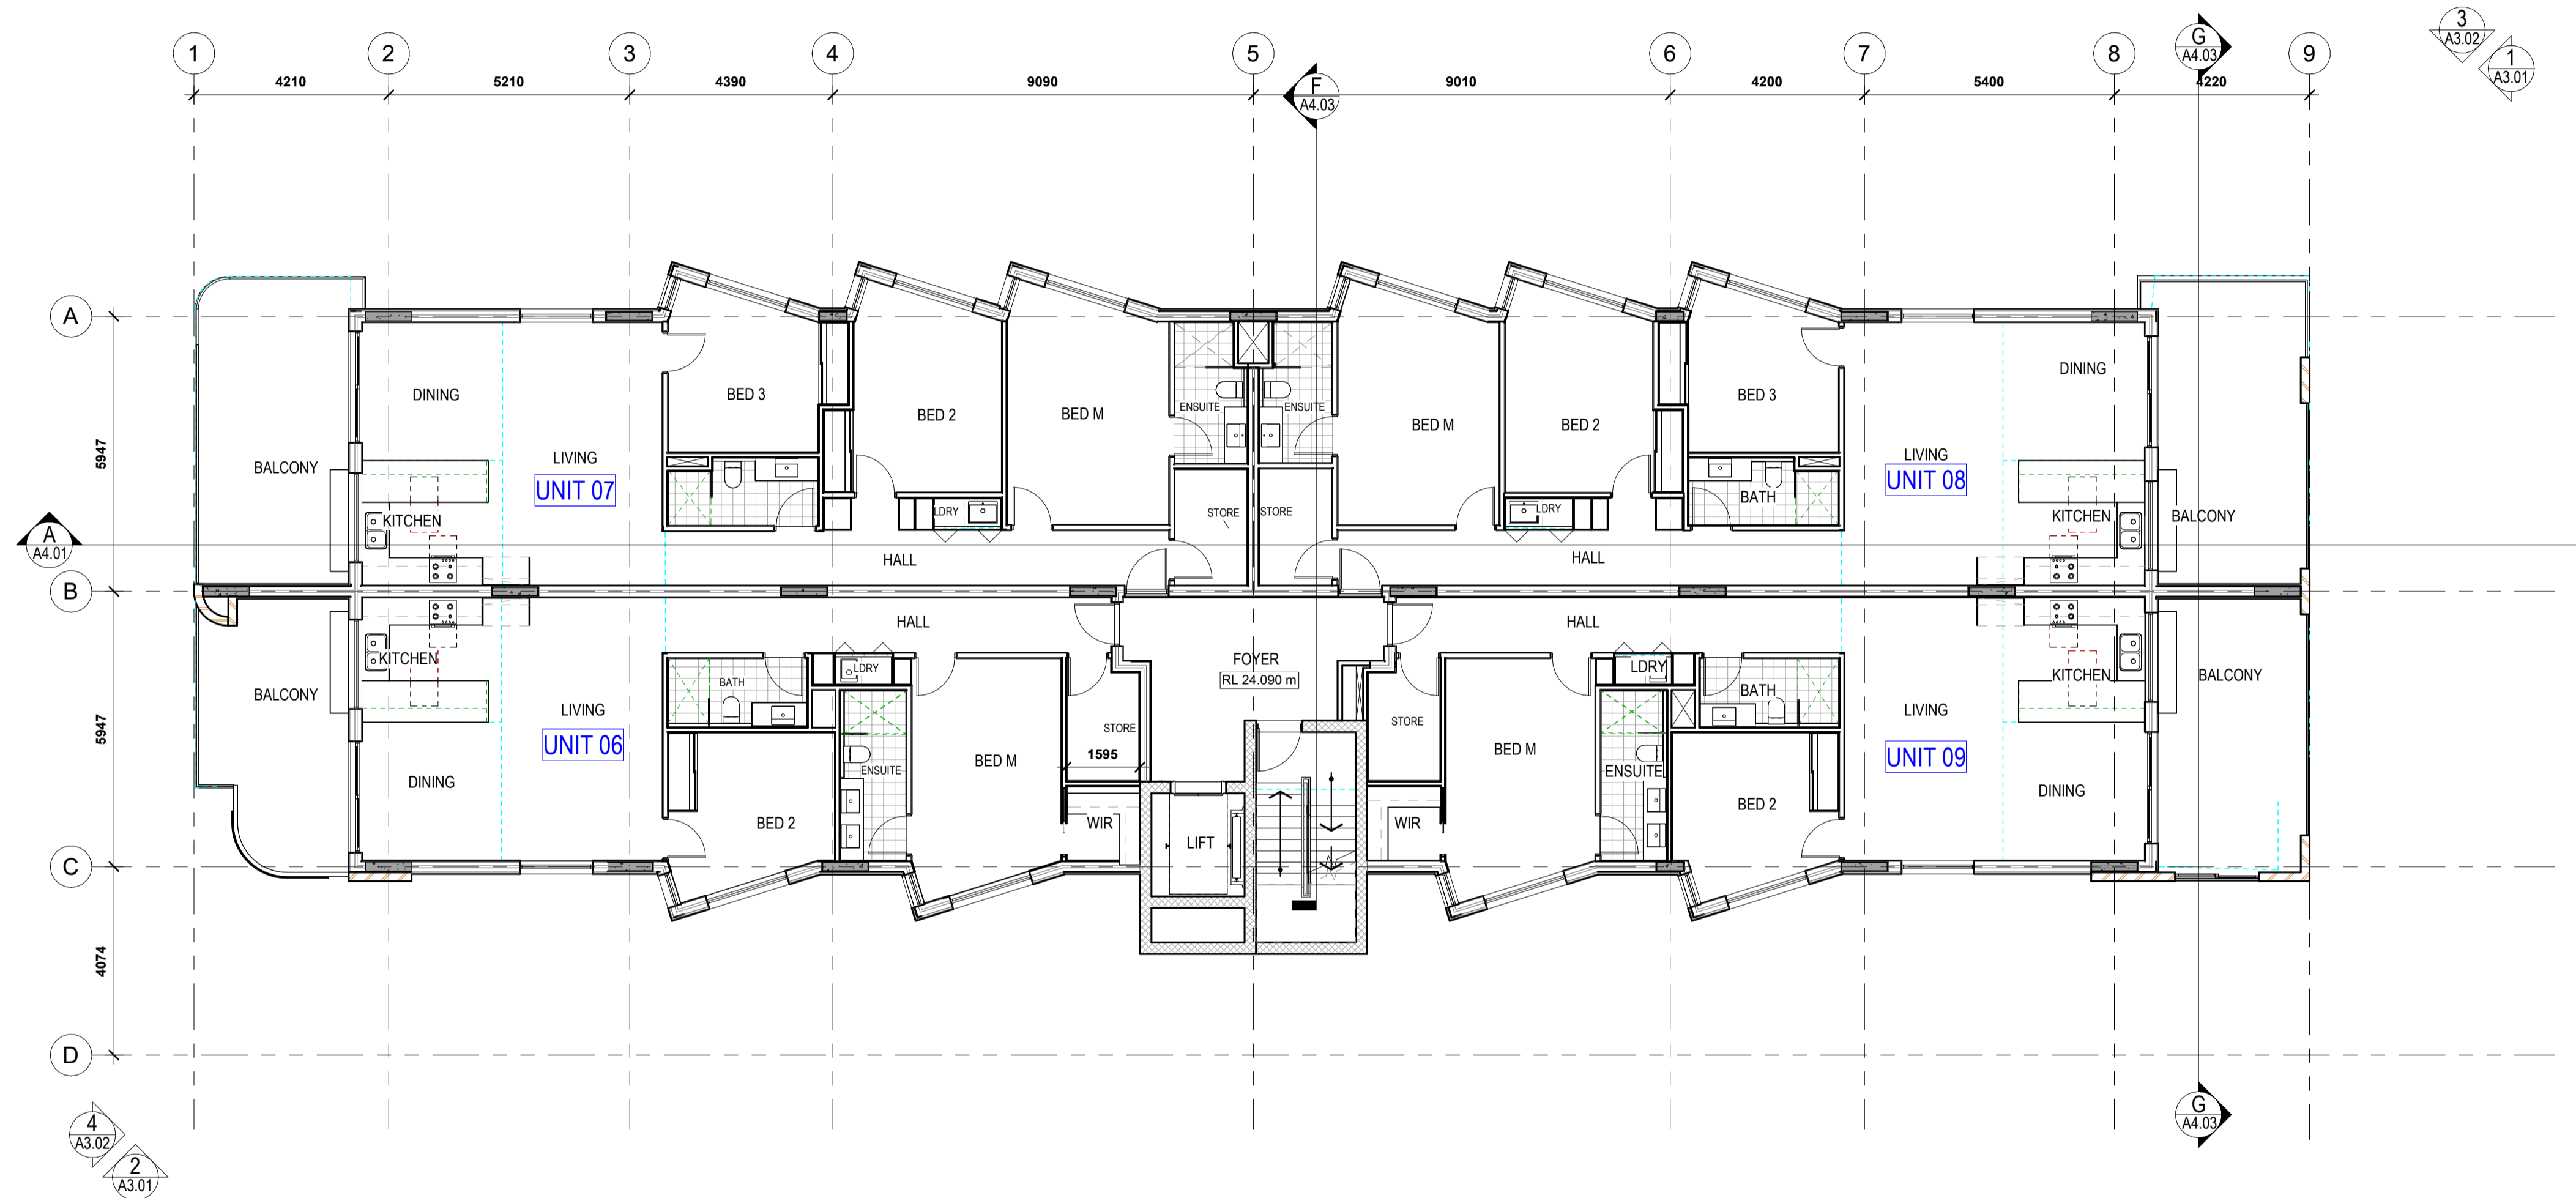 1
2
3
4
5
6
7
8
9
G
A4.03
3
A3.02
1
A3.01
4210
5210
4390
9090
9010
4200
5400
4220
F
A4.03
A
B
C
D
5947
5947
4074
A
A4.01
BALCONY
DINING
LIVING
UNIT 07
KITCHEN
BED 3
BED 2
BED M
ENSUITE
LDRY
STORE
HALL
ENSUITE
STORE
BED M
BED 2
LDRY
BED 3
BATH
HALL
DINING
LIVING
UNIT 08
KITCHEN
BALCONY
BALCONY
KITCHEN
LIVING
UNIT 06
DINING
HALL
BATH
LDRY
BED 2
ENSUITE
BED M
STORE
1595
WIR
FOYER
RL 24.090 m
LIFT
HALL
STORE
WIR
BED M
LDRY
ENSUITE
BATH
BED 2
LIVING
UNIT 09
KITCHEN
DINING
BALCONY
4
A3.02
2
A3.01
G
A4.03